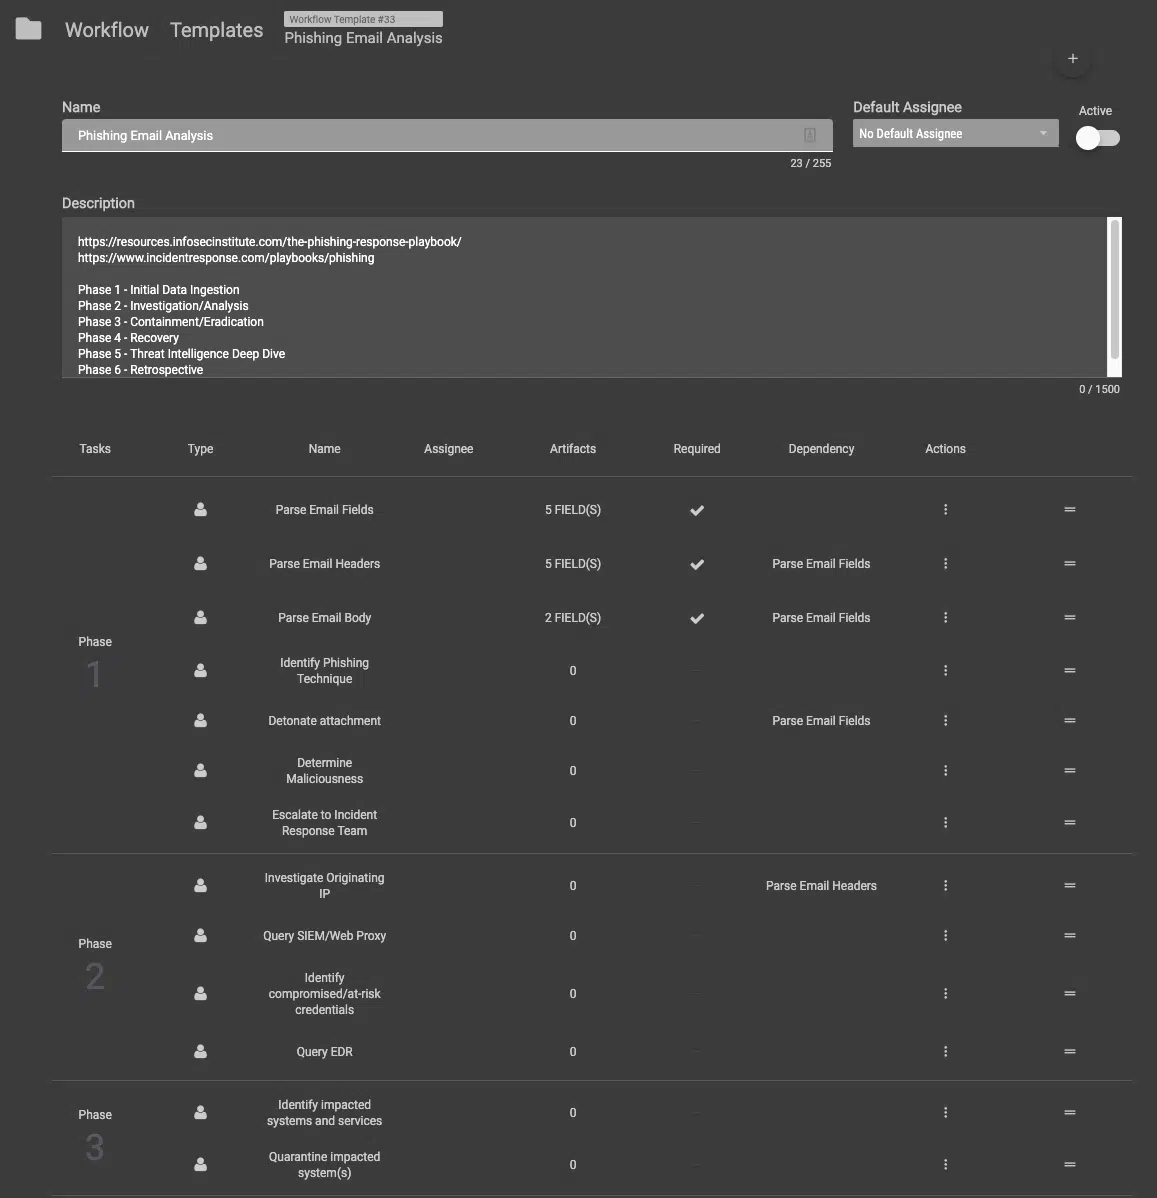 Workflow Templates
Workflow Template #33
Phishing Email Analysis
+
Name
Default Assignee
Active
Phishing Email Analysis
No Default Assignee
23 / 255
Description
https://resources.infosecinstitute.com/the-phishing-response-playbook/
https://www.incidentresponse.com/playbooks/phishing
Phase 1 - Initial Data Ingestion
Phase 2 - Investigation/Analysis
Phase 3 - Containment/Eradication
Phase 4 - Recovery
Phase 5 - Threat Intelligence Deep Dive
Phase 6 - Retrospective
0 / 1500
Tasks Type Name Assignee Artifacts Required Dependency Actions
Phase
1
Parse Email Fields 5 FIELD(S)
Parse Email Headers 5 FIELD(S) Parse Email Fields
Parse Email Body 2 FIELD(S) Parse Email Fields
Identify Phishing
Technique
0
Detonate attachment 0 Parse Email Fields
Determine
Maliciousness
0
Escalate to Incident
Response Team
0
Phase
2
Investigate Originating
IP
0 Parse Email Headers
Query SIEM/Web Proxy 0
Identify
compromised/at-risk
credentials
0
Query EDR 0
Phase
3
Identify impacted
systems and services
0
Quarantine impacted
system(s)
0